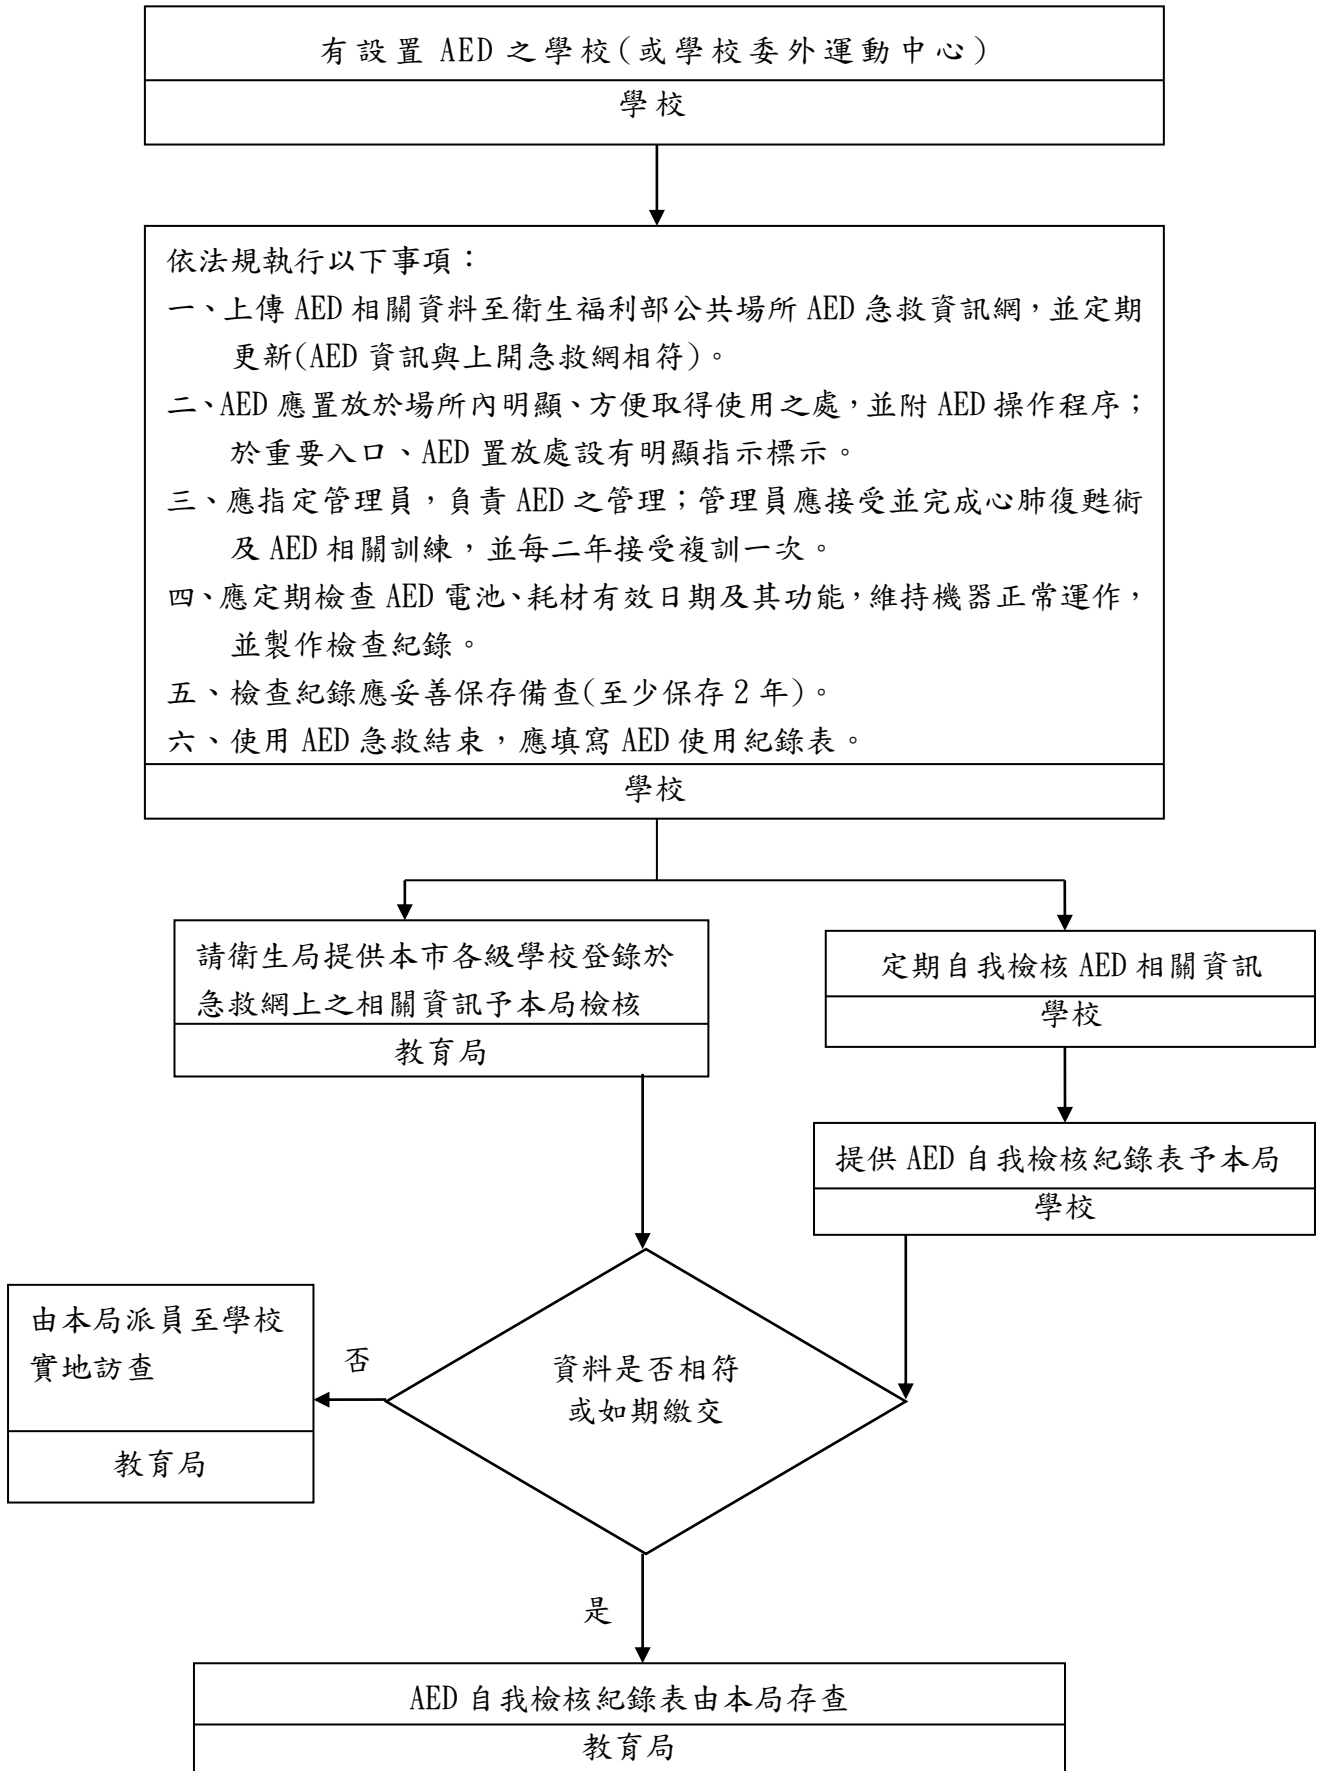 有設置 AED 之學校(或學校委外運動中心)
學校
依法規執行以下事項：
一、上傳 AED 相關資料至衛生福利部公共場所 AED 急救資訊網，並定期
更新(AED 資訊與上開急救網相符)。
二、AED 應置放於場所內明顯、方便取得使用之處，並附 AED 操作程序；
於重要入口、AED 置放處設有明顯指示標示。
三、應指定管理員，負責 AED 之管理；管理員應接受並完成心肺復甦術
及 AED 相關訓練，並每二年接受複訓一次。
四、應定期檢查 AED 電池、耗材有效日期及其功能，維持機器正常運作，
並製作檢查紀錄。
五、檢查紀錄應妥善保存備查(至少保存 2 年)。
六、使用 AED 急救結束，應填寫 AED 使用紀錄表。
學校
請衛生局提供本市各級學校登錄於
急救網上之相關資訊予本局檢核
教育局
定期自我檢核 AED 相關資訊
學校
提供 AED 自我檢核紀錄表予本局
學校
由本局派員至學校
實地訪查
教育局
否
資料是否相符
或如期繳交
是
AED 自我檢核紀錄表由本局存查
教育局